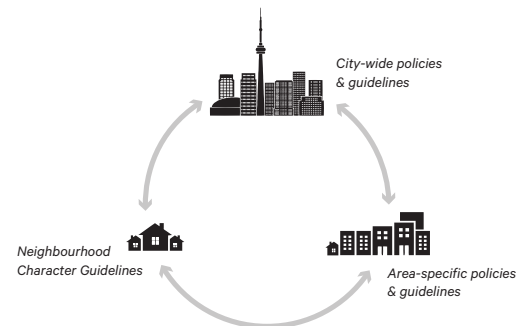 City-wide policies
& guidelines
Neighbourhood
Character Guidelines
Area-specific policies
& guidelines